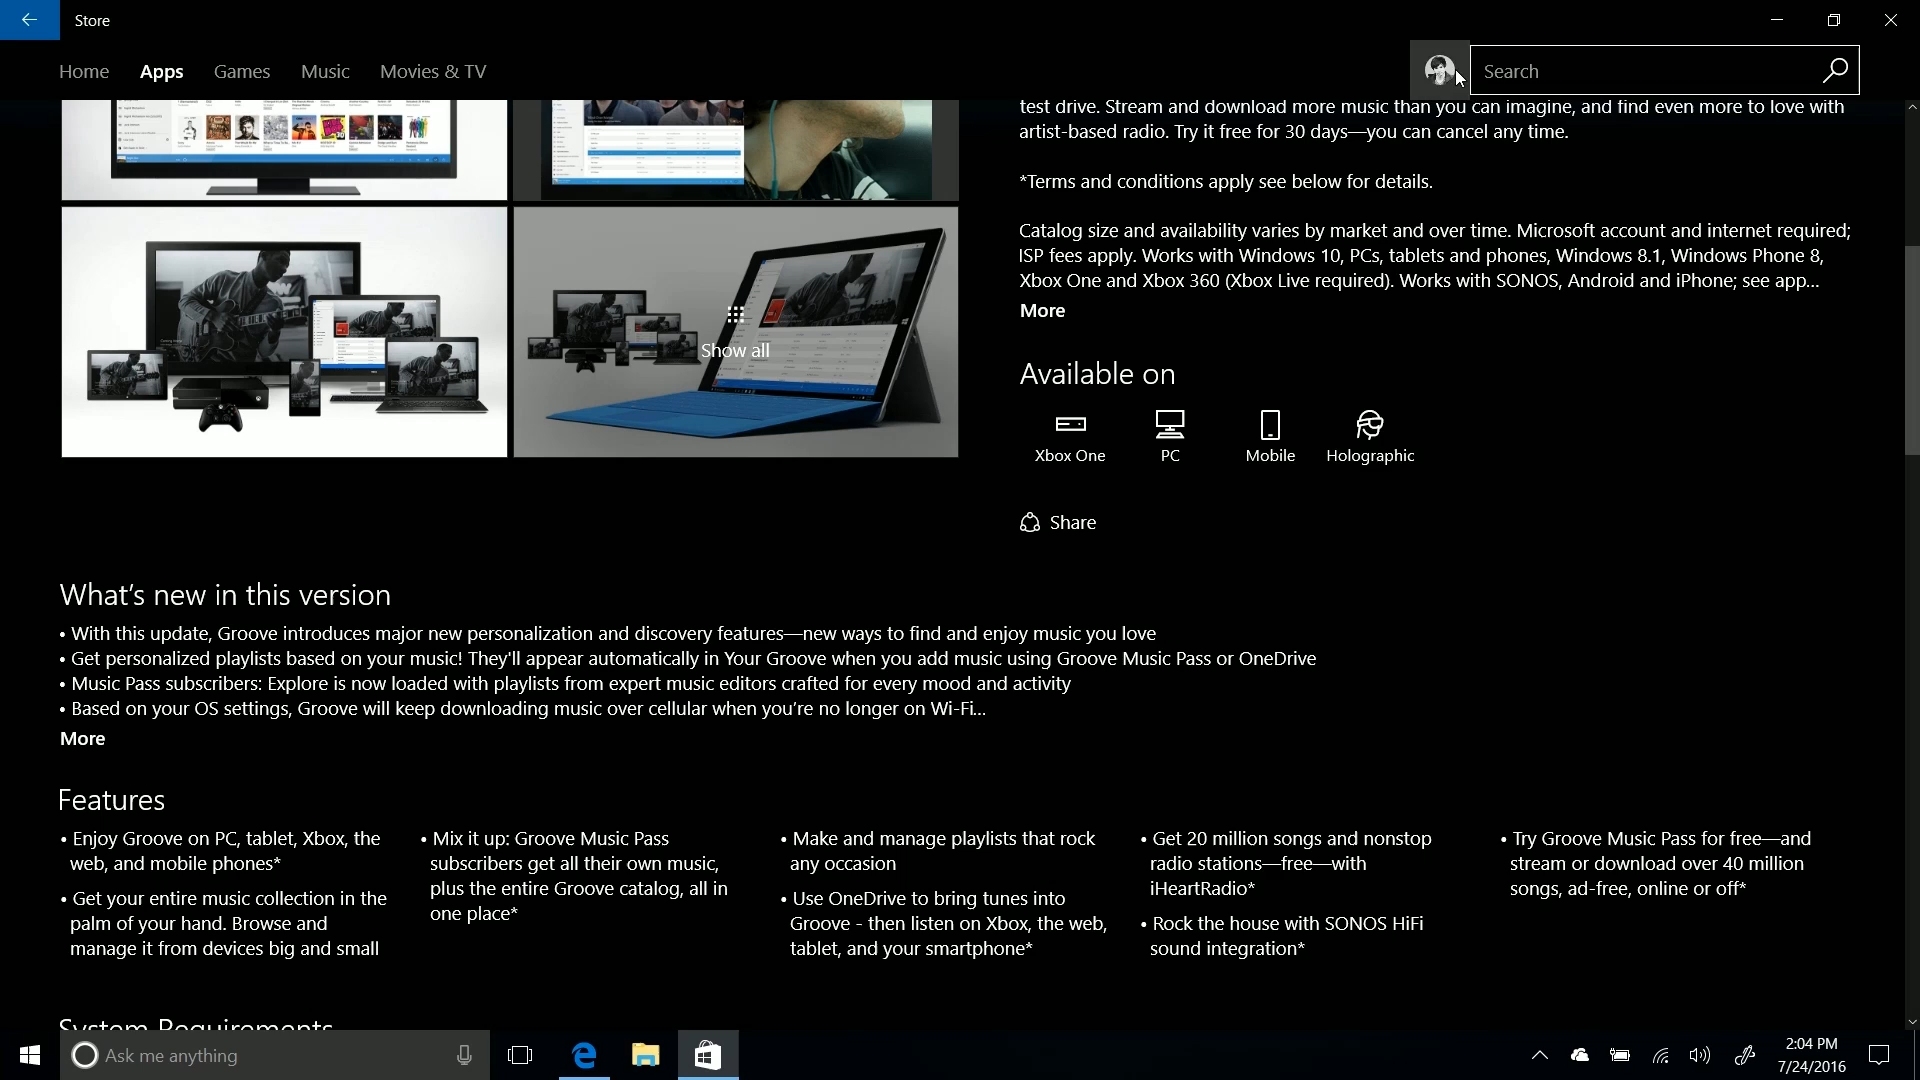 Store
Home Apps Games Music Movies & TV
Search
test drive. Stream and download more music than you can imagine, and find even more to love with
artist-based radio. Try it free for 30 days—you can cancel any time.
*Terms and conditions apply see below for details.
Catalog size and availability varies by market and over time. Microsoft account and internet required;
ISP fees apply. Works with Windows 10, PCs, tablets and phones, Windows 8.1, Windows Phone 8,
Xbox One and Xbox 360 (Xbox Live required). Works with SONOS, Android and iPhone; see app...
More
Show all
Available on
Xbox One PC Mobile Holographic
Share
What's new in this version
• With this update, Groove introduces major new personalization and discovery features—new ways to find and enjoy music you love
• Get personalized playlists based on your music! They'll appear automatically in Your Groove when you add music using Groove Music Pass or OneDrive
• Music Pass subscribers: Explore is now loaded with playlists from expert music editors crafted for every mood and activity
• Based on your OS settings, Groove will keep downloading music over cellular when you're no longer on Wi-Fi...
More
Features
• Enjoy Groove on PC, tablet, Xbox, the
web, and mobile phones*
• Get your entire music collection in the
palm of your hand. Browse and
manage it from devices big and small
• Mix it up: Groove Music Pass
subscribers get all their own music,
plus the entire Groove catalog, all in
one place*
• Make and manage playlists that rock
any occasion
• Use OneDrive to bring tunes into
Groove - then listen on Xbox, the web,
tablet, and your smartphone*
• Get 20 million songs and nonstop
radio stations—free—with
iHeartRadio*
• Rock the house with SONOS HiFi
sound integration*
• Try Groove Music Pass for free—and
stream or download over 40 million
songs, ad-free, online or off*
System Requirements
Ask me anything
2:04 PM
7/24/2016